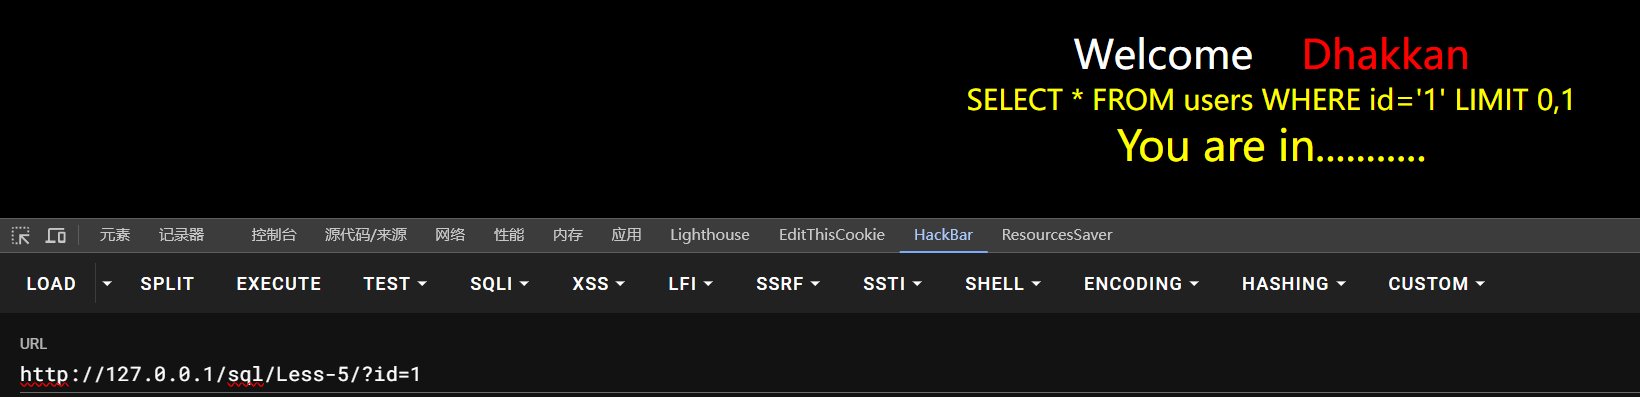 Welcome Dhakkan
SELECT * FROM users WHERE id='1' LIMIT 0,1
You are in...........
元素 记录器 控制台 源代码/来源 网络 性能 内存 应用 Lighthouse EditThisCookie HackBar ResourcesSaver
LOAD SPLIT EXECUTE TEST SQLI XSS LFI SSRF SSTI SHELL ENCODING HASHING CUSTOM
URL
http://127.0.0.1/sql/Less-5/?id=1